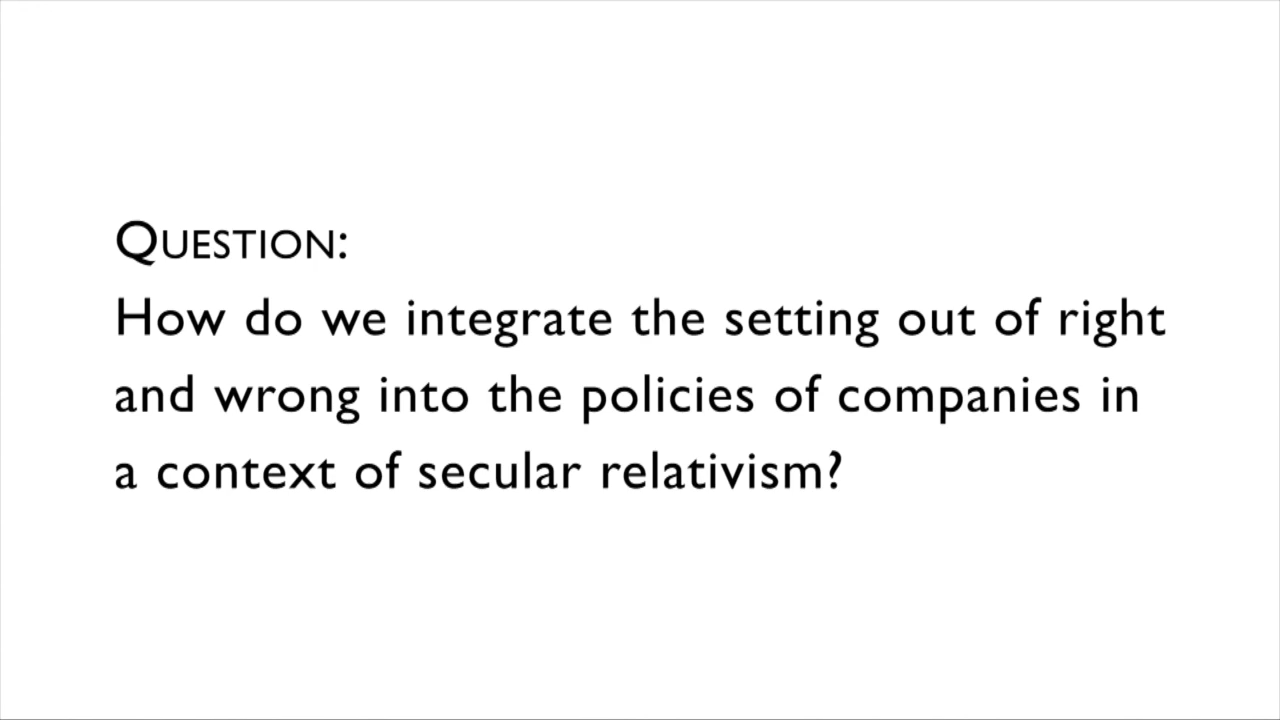 Question:
How do we integrate the setting out of right
and wrong into the policies of companies in
a context of secular relativism?